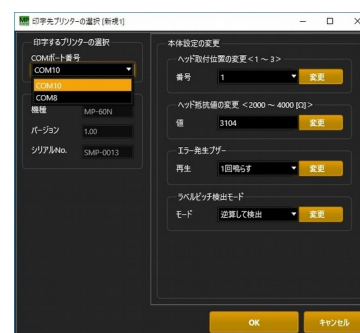 印字先プリンターの選択 [新規1]
印字するプリンターの選択
COMポート番号
COM10
COM10
COM8
機種 MP-60N
バージョン 1.00
シリアルNo. SMP-0013
本体設定の変更
ヘッド取付位置の変更<1 ～ 3>
番号 1 変更
ヘッド抵抗値の変更 <2000 ～ 4000 [Ω]>
値 3104 変更
エラー発生ブザー
再生 1回鳴らす 変更
ラベルピッチ検出モード
モード 逆算して検出 変更
OK キャンセル